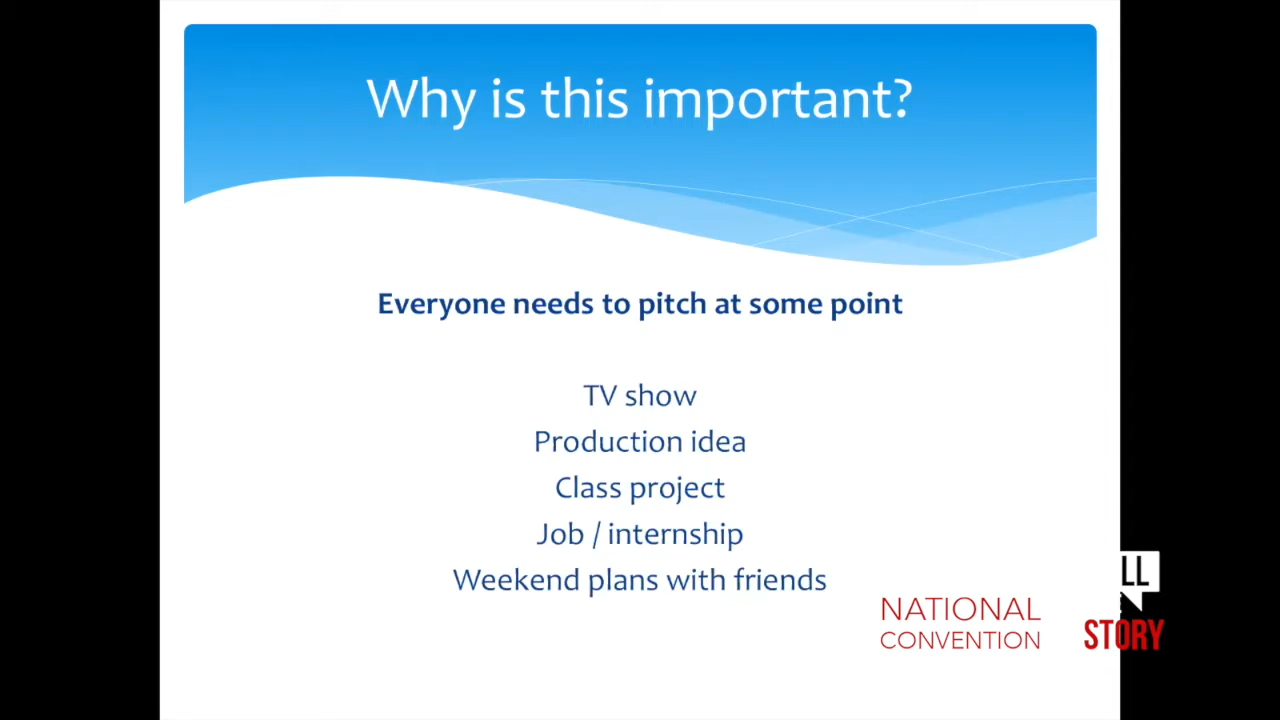 Why is this important?
Everyone needs to pitch at some point
TV show
Production idea
Class project
Job / internship
Weekend plans with friends
NATIONAL
CONVENTION
LL
STORY